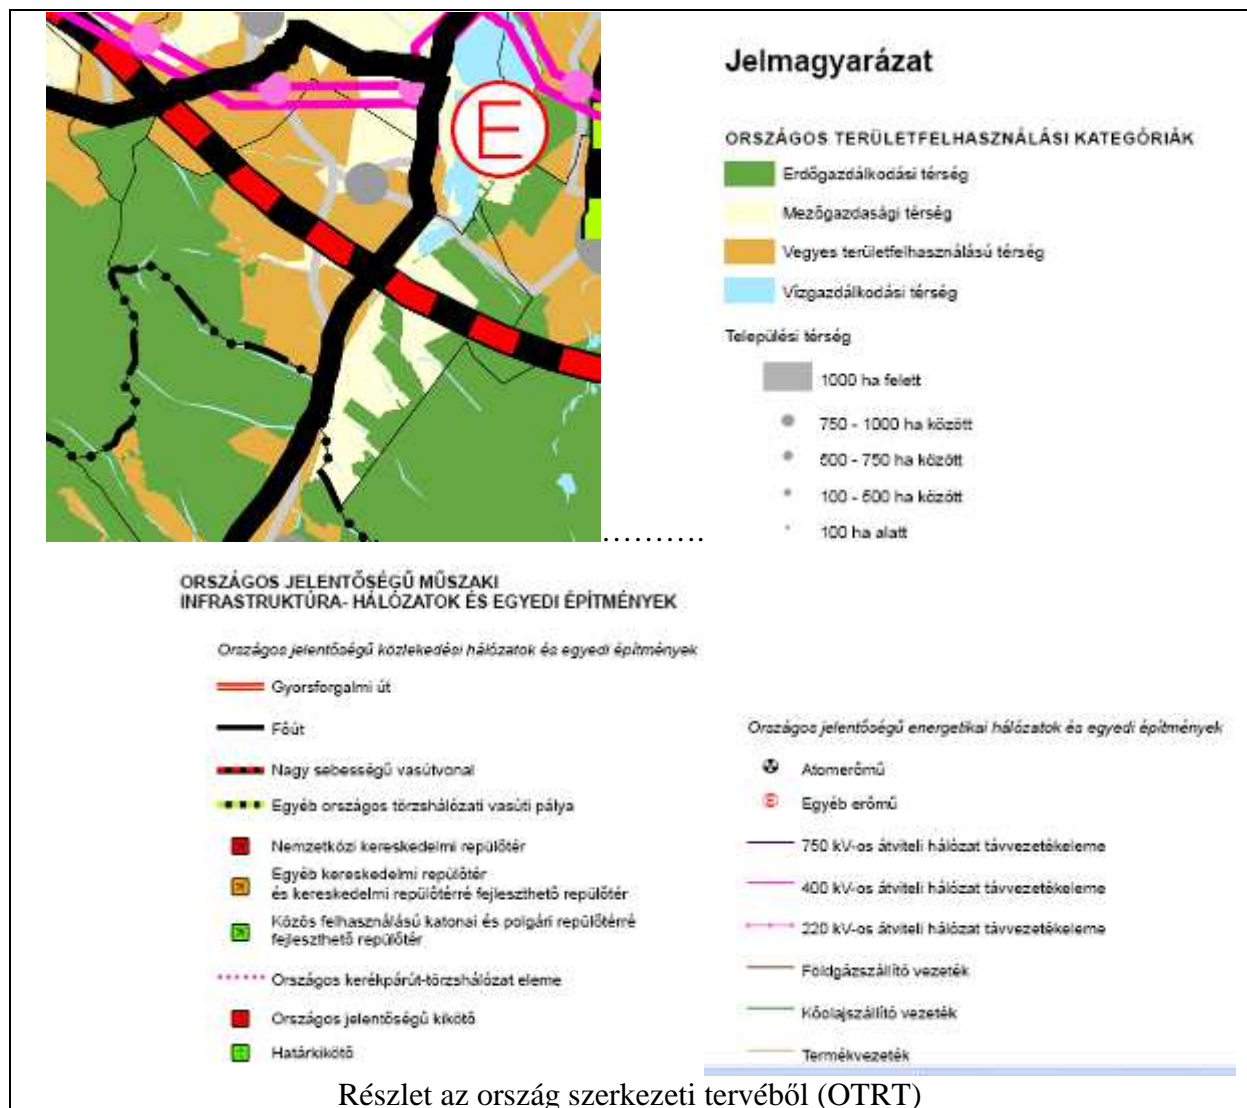 E
Jelmagyarázat
ORSZÁGOS TERÜLETFELHASZNÁLÁSI KATEGÓRIÁK
Erdőgazdálkodási térség
Mezőgazdasági térség
Vegyes területfelhasználású térség
Vízgazdálkodási térség
Települési térség
1000 ha felett
750 - 1000 ha között
500 - 750 ha között
100 - 500 ha között
100 ha alatt
..........
ORSZÁGOS JELENTŐSÉGŰ MŰSZAKI
INFRASTRUKTÚRA- HÁLÓZATOK ÉS EGYEDI ÉPÍTMÉNYEK
Országos jelentőségű közlekedési hálózatok és egyedi építmények
Gyorsforgalmi út
Főút
Nagy sebességű vasútvonal
Egyéb országos törzshálózati vasúti pálya
Nemzetközi kereskedelmi repülőtér
Egyéb kereskedelmi repülőtér
és kereskedelmi repülőtérré fejleszthető repülőtér
Közös felhasználású katonai és polgári repülőtérré
fejleszthető repülőtér
Országos kerékpárút-törzshálózat eleme
Országos jelentőségű kikötő
Határkikötő
Országos jelentőségű energetikai hálózatok és egyedi építmények
Atomerőmű
E Egyéb erőmű
750 kV-os átviteli hálózat távvezetékeleme
400 kV-os átviteli hálózat távvezetékeleme
220 kV-os átviteli hálózat távvezetékeleme
Földgázszállító vezeték
Kőolajszállító vezeték
Termékvezeték
Részlet az ország szerkezeti tervéből (OTRT)